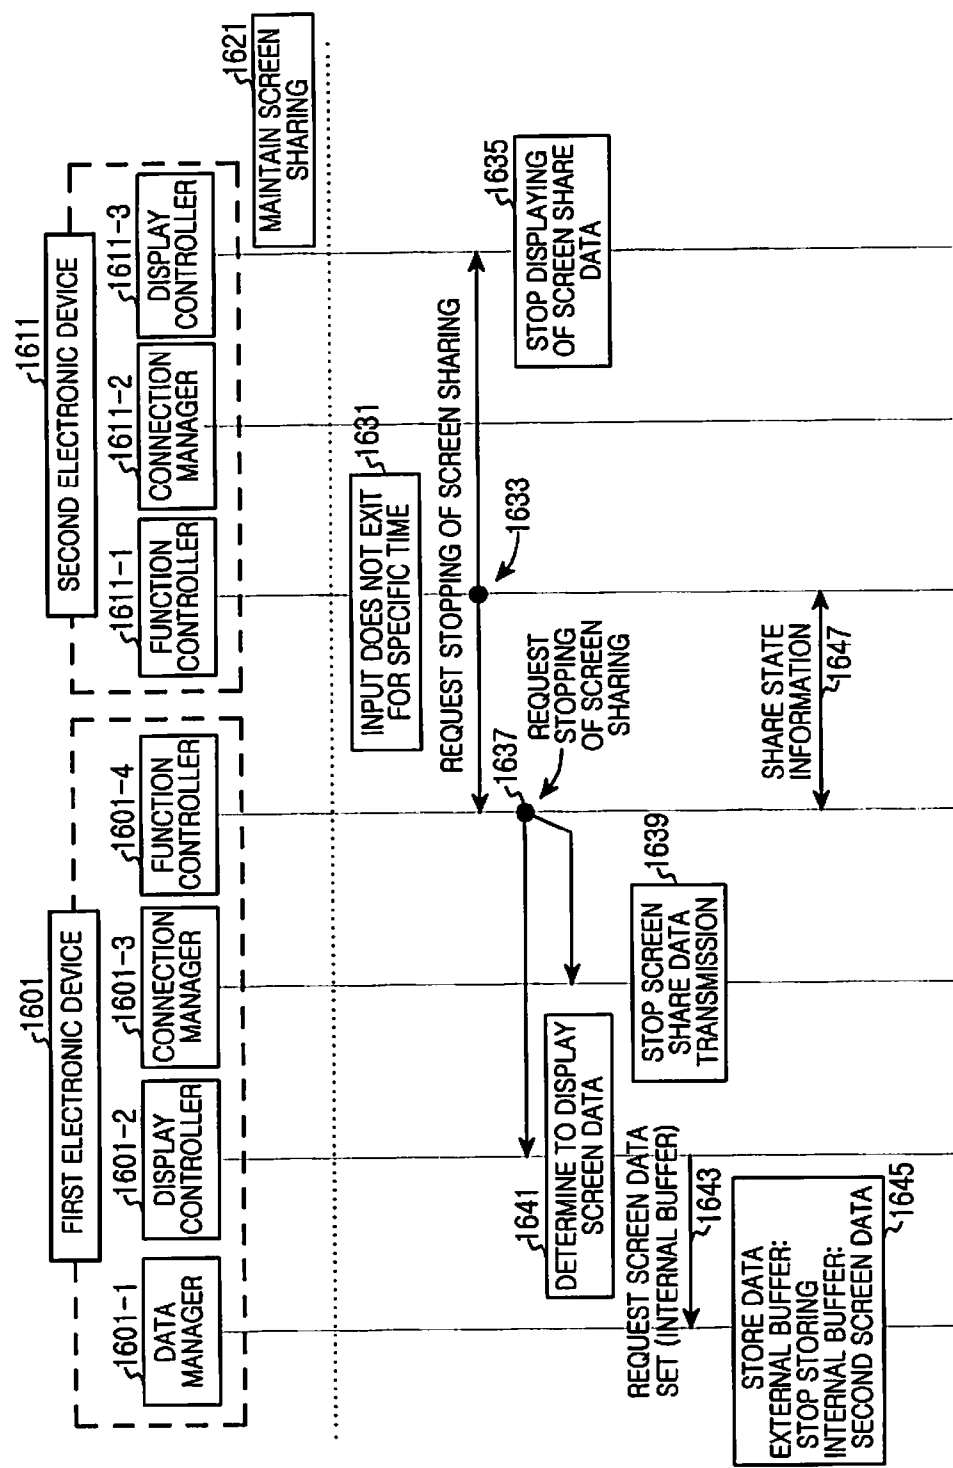 1601
FIRST ELECTRONIC DEVICE
1611
SECOND ELECTRONIC DEVICE
1601-1
DATA
MANAGER
1601-2
DISPLAY
CONTROLLER
1601-3
CONNECTION
MANAGER
1601-4
FUNCTION
CONTROLLER
1611-1
FUNCTION
CONTROLLER
1611-2
CONNECTION
MANAGER
1611-3
DISPLAY
CONTROLLER
1621
MAINTAIN SCREEN
SHARING
1631
INPUT DOES NOT EXIT
FOR SPECIFIC TIME
REQUEST STOPPING OF SCREEN SHARING
1633
1635
STOP DISPLAYING
OF SCREEN SHARE
DATA
1637
REQUEST
STOPPING
OF SCREEN
SHARING
1641
DETERMINE TO DISPLAY
SCREEN DATA
1639
STOP SCREEN
SHARE DATA
TRANSMISSION
REQUEST SCREEN DATA
SET (INTERNAL BUFFER)
1643
STORE DATA
EXTERNAL BUFFER:
STOP STORING
INTERNAL BUFFER:
SECOND SCREEN DATA
1645
SHARE STATE
INFORMATION
1647